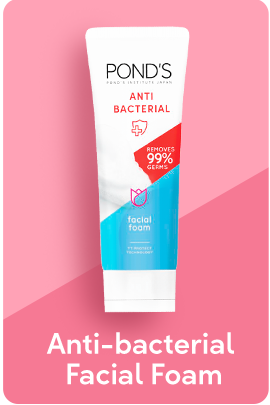 POND'S
POND'S INSTITUTE JAPAN
ANTI
BACTERIAL
REMOVES
99%
GERMS
facial
foam
Anti-bacterial
Facial Foam